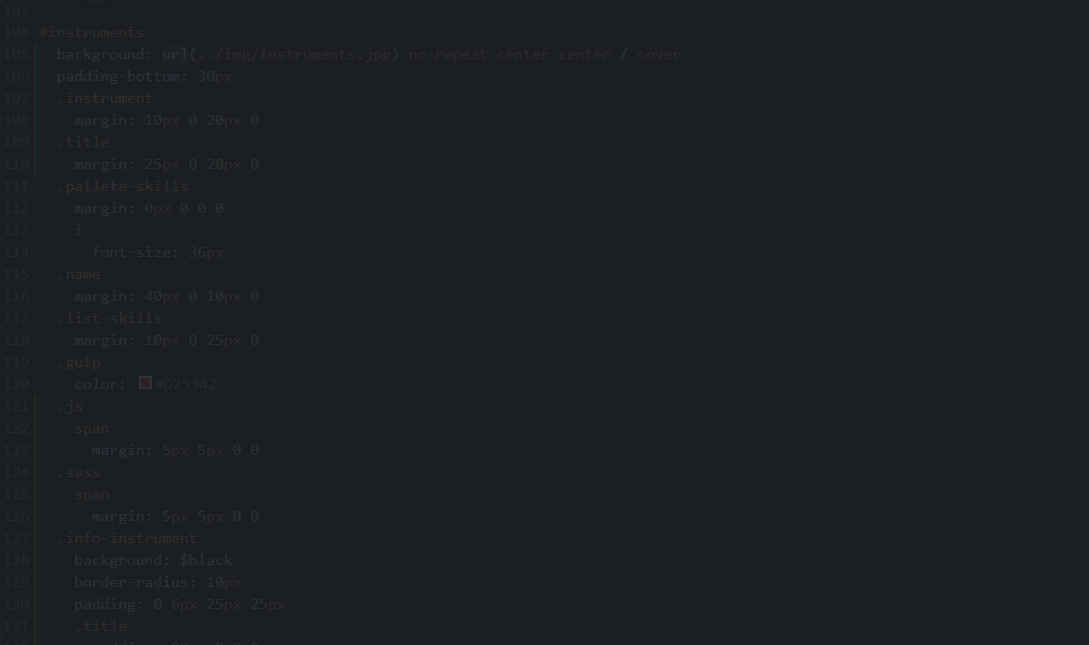 103
104 #instruments
105 background: url(../img/instruments.jpg) no-repeat center center / cover
106 padding-bottom: 30px
107 .instrument
108 margin: 10px 0 20px 0
109 .title
110 margin: 25px 0 20px 0
111 .pallete-skills
112 margin: 0px 0 0 0
113 i
114 font-size: 36px
115 .name
116 margin: 40px 0 10px 0
117 .list-skills
118 margin: 10px 0 25px 0
119 .gulp
120 color: #D23342
121 .js
122 span
123 margin: 5px 5px 0 0
124 .sass
125 span
126 margin: 5px 5px 0 0
127 .info-instrument
128 background: $black
129 border-radius: 10px
130 padding: 0 6px 25px 25px
131 .title